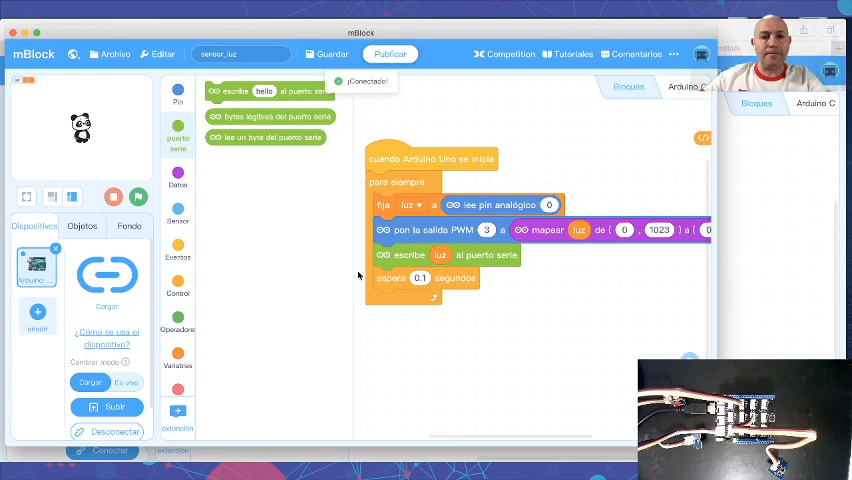 mBlock
mBlock
Archivo
Editar
sensor_luz
Guardar
Publicar
Competition
Tutoriales
Comentarios
mblock
¡Conectado!
Bloques
Arduino C
Bloques
Arduino C
Pin
puerto serie
Datos
Sensor
Eventos
Control
Operadores
Variables
extensión
escribe hello al puerto serie
bytes legibles del puerto serie
lee un byte del puerto serie
cuando Arduino Uno se inicia
para siempre
fija luz a lee pin analógico 0
pon la salida PWM 3 a mapear luz de ( 0 , 1023 ) a ( 0
escribe luz al puerto serie
espera 0.1 segundos
Dispositivos
Objetos
Fondo
Arduino ...
añadir
Cargar
¿Cómo se usa el
dispositivo?
Cambiar modo
Cargar
En vivo
Subir
Desconectar
Conectar
extensión